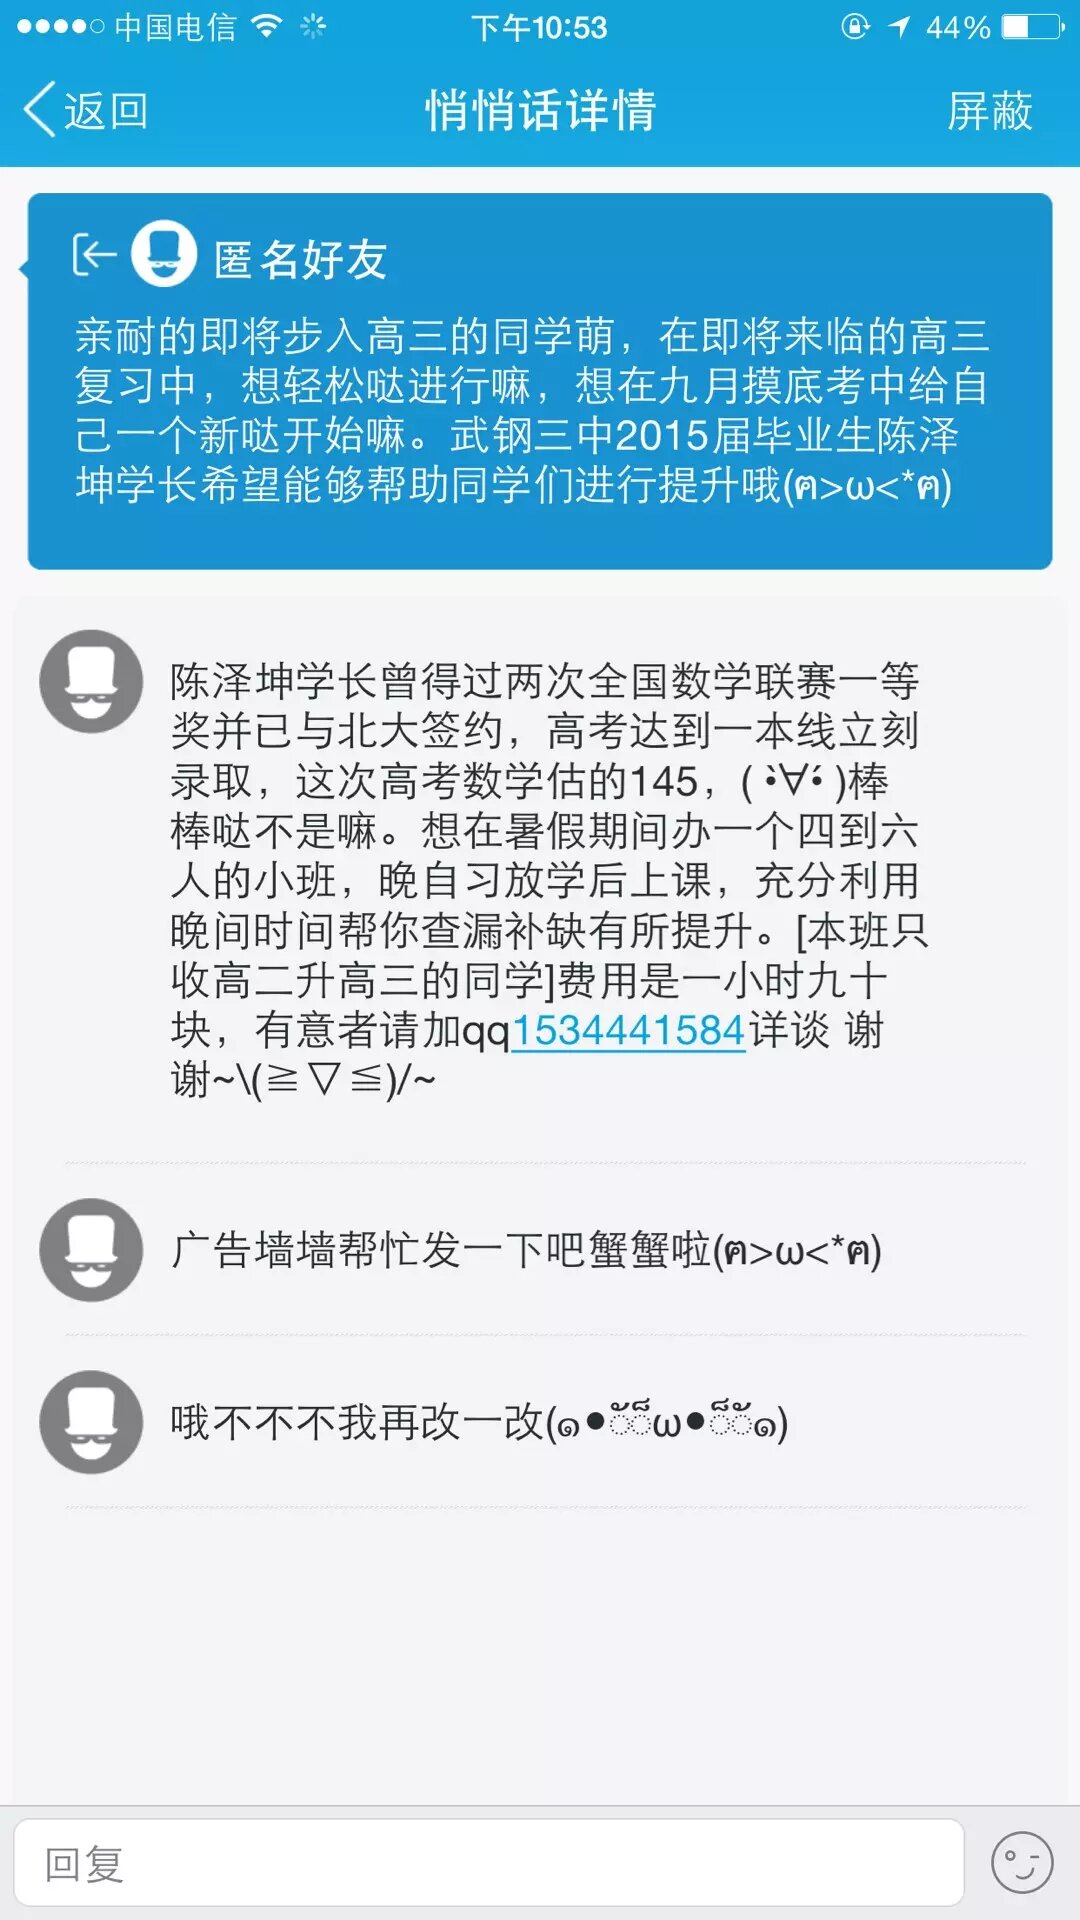 中国电信 下午10:53 44%
返回 悄悄话详情 屏蔽
匿名好友
亲耐的即将步入高三的同学萌，在即将来临的高三
复习中，想轻松哒进行嘛，想在九月摸底考中给自
己一个新哒开始嘛。武钢三中2015届毕业生陈泽
坤学长希望能够帮助同学们进行提升哦(ฅ>ω<*ฅ)
陈泽坤学长曾得过两次全国数学联赛一等
奖并已与北大签约，高考达到一本线立刻
录取，这次高考数学估的145，( •̀∀•́ )棒
棒哒不是嘛。想在暑假期间办一个四到六
人的小班，晚自习放学后上课，充分利用
晚间时间帮你查漏补缺有所提升。[本班只
收高二升高三的同学]费用是一小时九十
块，有意者请加qq1534441584详谈 谢
谢~\(≧▽≦)/~
广告墙墙帮忙发一下吧蟹蟹啦(ฅ>ω<*ฅ)
哦不不不我再改一改(๑•ั็ω•็ั๑)
回复